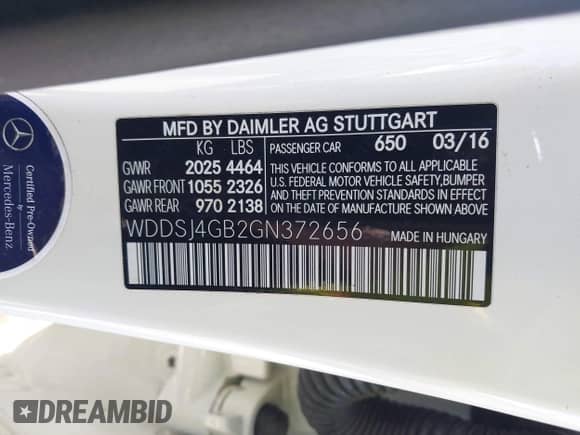 MFD BY DAIMLER AG STUTTGART
KG LBS PASSENGER CAR 650 03/16
GVWR 2025 4464
GAWR FRONT 1055 2326
GAWR REAR 970 2138
THIS VEHICLE CONFORMS TO ALL APPLICABLE
U.S. FEDERAL MOTOR VEHICLE SAFETY,BUMPER
AND THEFT PREVENTION STANDARDS IN EFFECT
ON THE DATE OF MANUFACTURE SHOWN ABOVE.
WDDSJ4GB2GN372656 MADE IN HUNGARY
Certified Pre-Owned
by
Mercedes-Benz
DREAMBID